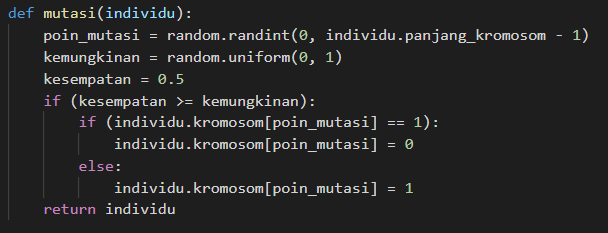 def mutasi(individu):
    poin_mutasi = random.randint(0, individu.panjang_kromosom - 1)
    kemungkinan = random.uniform(0, 1)
    kesempatan = 0.5
    if (kesempatan >= kemungkinan):
        if (individu.kromosom[poin_mutasi] == 1):
            individu.kromosom[poin_mutasi] = 0
        else:
            individu.kromosom[poin_mutasi] = 1
    return individu